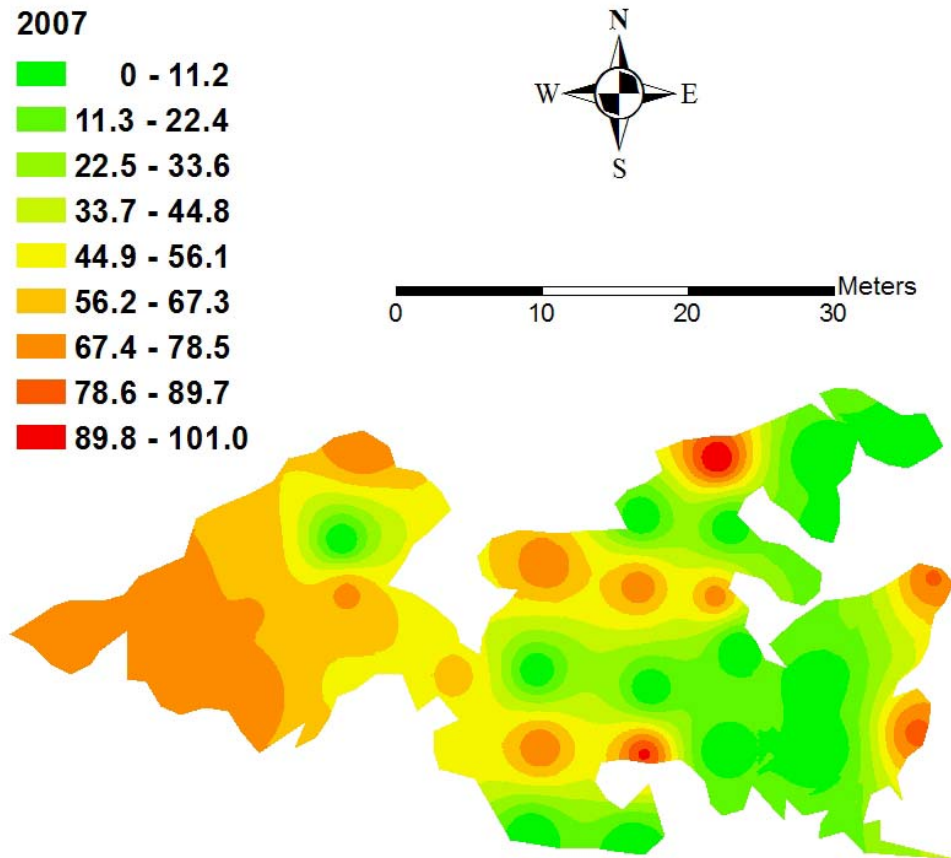 2007
0 - 11.2
11.3 - 22.4
22.5 - 33.6
33.7 - 44.8
44.9 - 56.1
56.2 - 67.3
67.4 - 78.5
78.6 - 89.7
89.8 - 101.0
N
W E
S
Meters
0 10 20 30